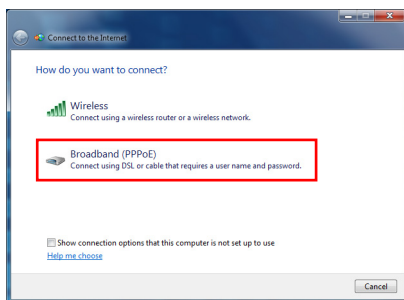 Connect to the Internet
How do you want to connect?
Wireless
Connect using a wireless router or a wireless network.
Broadband (PPPoE)
Connect using DSL or cable that requires a user name and password.
Show connection options that this computer is not set up to use
Help me choose
Cancel